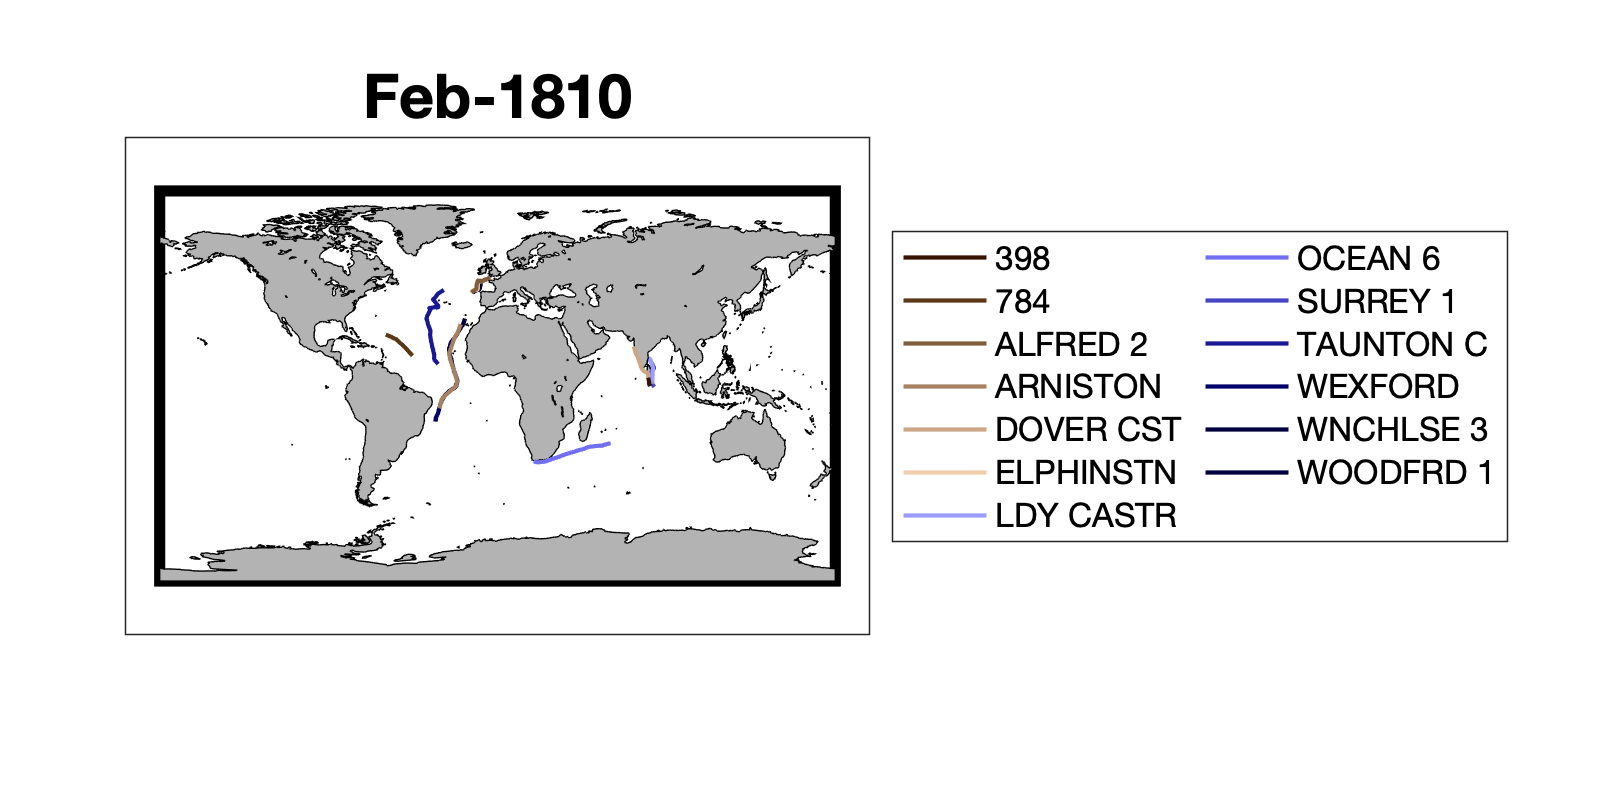 Feb-1810
398
784
ALFRED 2
ARNISTON
DOVER CST
ELPHINSTN
LDY CASTR
OCEAN 6
SURREY 1
TAUNTON C
WEXFORD
WNCHLSE 3
WOODFRD 1